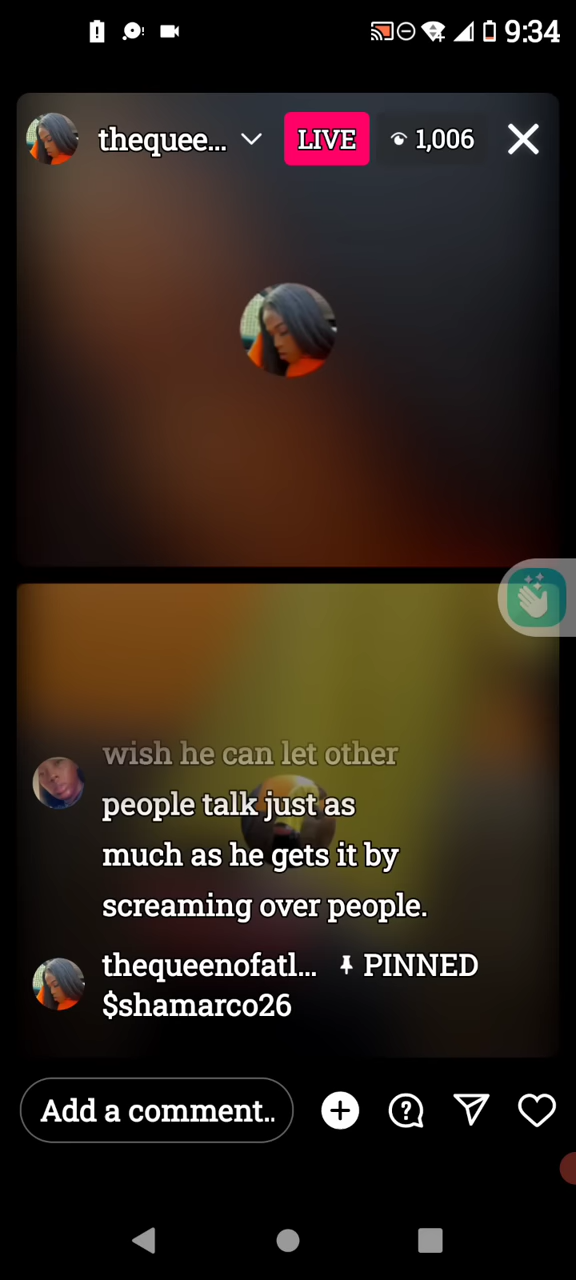 9:34
thequee... LIVE 1,006
wish he can let other
people talk just as
much as he gets it by
screaming over people.
thequeenofatl... PINNED
$shamarco26
Add a comment..